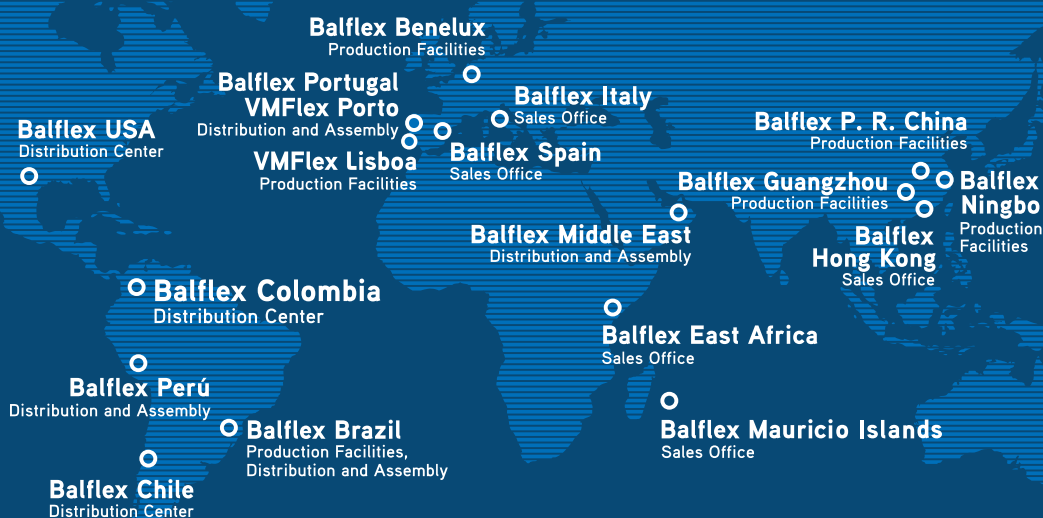 Balflex Benelux
Production Facilities
Balflex Portugal
VMFlex Porto
Distribution and Assembly
Balflex Italy
Sales Office
Balflex USA
Distribution Center
VMFlex Lisboa
Production Facilities
Balflex Spain
Sales Office
Balflex P. R. China
Production Facilities
Balflex Guangzhou
Production Facilities
Balflex
Ningbo
Production
Facilities
Balflex
Hong Kong
Sales Office
Balflex Middle East
Distribution and Assembly
Balflex Colombia
Distribution Center
Balflex East Africa
Sales Office
Balflex Perú
Distribution and Assembly
Balflex Brazil
Production Facilities,
Distribution and Assembly
Balflex Mauricio Islands
Sales Office
Balflex Chile
Distribution Center